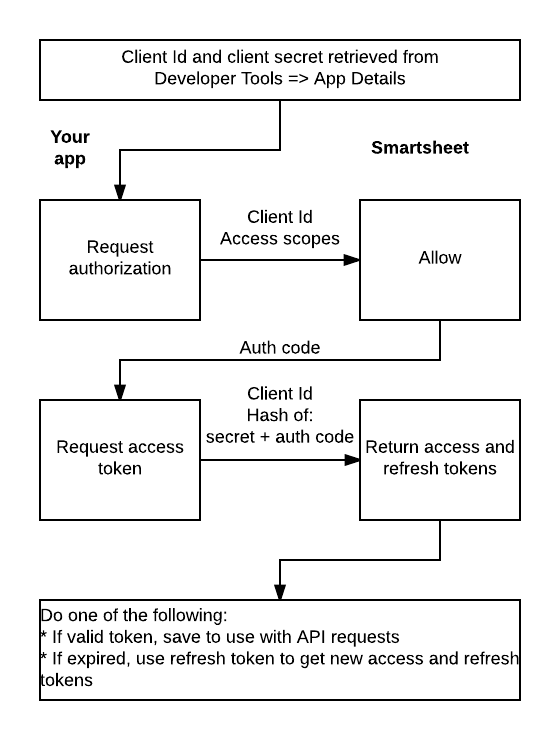 Client Id and client secret retrieved from
Developer Tools => App Details
Your
app
Smartsheet
Request
authorization
Client Id
Access scopes
Allow
Auth code
Request access
token
Client Id
Hash of:
secret + auth code
Return access and
refresh tokens
Do one of the following:
* If valid token, save to use with API requests
* If expired, use refresh token to get new access and refresh
tokens